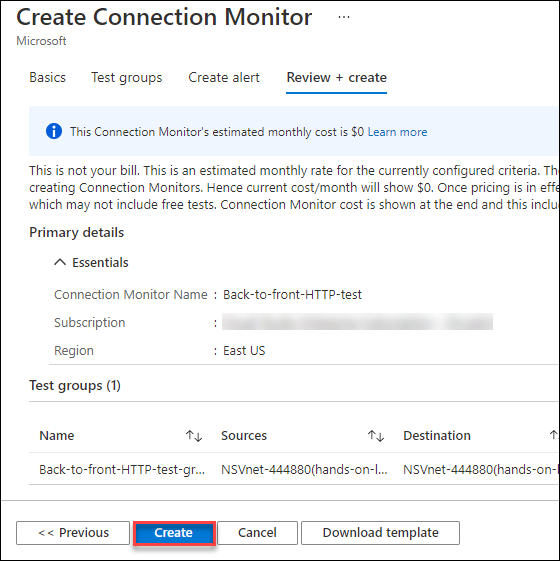 Create Connection Monitor ...
Microsoft
Basics Test groups Create alert Review + create
This Connection Monitor's estimated monthly cost is $0 Learn more
This is not your bill. This is an estimated monthly rate for the currently configured criteria. The
creating Connection Monitors. Hence current cost/month will show $0. Once pricing is in effe
which may not include free tests. Connection Monitor cost is shown at the end and this inclu
Primary details
Essentials
Connection Monitor Name : Back-to-front-HTTP-test
Subscription :
Region : East US
Test groups (1)
Name Sources Destination
Back-to-front-HTTP-test-gr... NSVnet-444880(hands-on-l... NSVnet-444880(hands-on-l...
<< Previous Create Cancel Download template